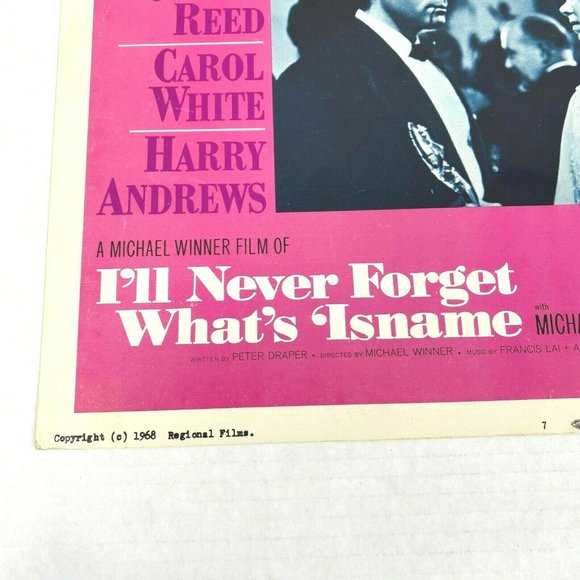 REED
CAROL
WHITE
HARRY
ANDREWS
A MICHAEL WINNER FILM OF
I'll Never Forget
What's 'Isname
with
WRITTEN BY PETER DRAPER • DIRECTED BY MICHAEL WINNER • MUSIC BY FRANCIS LAI • A
Copyright (c) 1968 Regional Films.
7